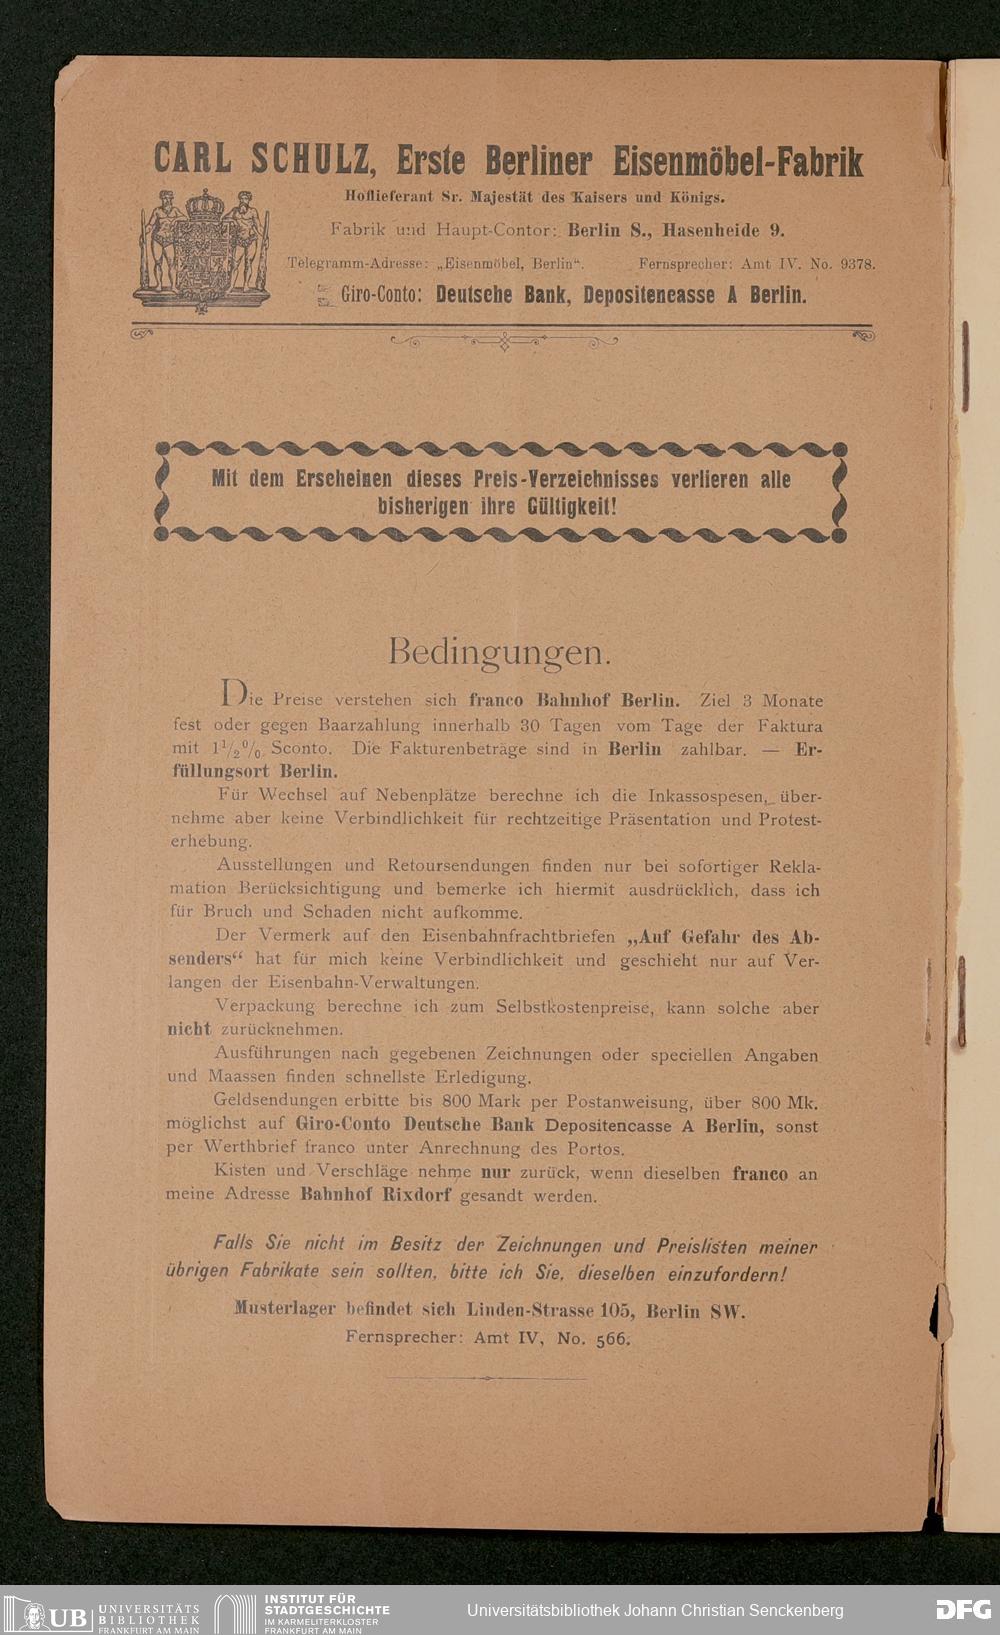 CARL SCHULZ, Erste Berliner Eisenmöbel-Fabrik
Hoflieferant Sr. Majestät des Kaisers und Königs.
Fabrik und Haupt-Contor: Berlin S., Hasenheide 9.
Telegramm-Adresse: „Eisenmöbel, Berlin“. Fernsprecher: Amt IV. No. 9378.
Giro-Conto: Deutsche Bank, Depositencasse A Berlin.
Mit dem Erscheinen dieses Preis-Verzeichnisses verlieren alle
bisherigen ihre Gültigkeit!
Bedingungen.
Die Preise verstehen sich franco Bahnhof Berlin. Ziel 3 Monate
fest oder gegen Baarzahlung innerhalb 30 Tagen vom Tage der Faktura
mit 1 1/2 % Sconto. Die Fakturenbeträge sind in Berlin zahlbar. — Er-
füllungsort Berlin.
Für Wechsel auf Nebenplätze berechne ich die Inkassospesen, über-
nehme aber keine Verbindlichkeit für rechtzeitige Präsentation und Protest-
erhebung.
Ausstellungen und Retoursendungen finden nur bei sofortiger Rekla-
mation Berücksichtigung und bemerke ich hiermit ausdrücklich, dass ich
für Bruch und Schaden nicht aufkomme.
Der Vermerk auf den Eisenbahnfrachtbriefen „Auf Gefahr des Ab-
senders“ hat für mich keine Verbindlichkeit und geschieht nur auf Ver-
langen der Eisenbahn-Verwaltungen.
Verpackung berechne ich zum Selbstkostenpreise, kann solche aber
nicht zurücknehmen.
Ausführungen nach gegebenen Zeichnungen oder speciellen Angaben
und Maassen finden schnellste Erledigung.
Geldsendungen erbitte bis 800 Mark per Postanweisung, über 800 Mk.
möglichst auf Giro-Conto Deutsche Bank Depositencasse A Berlin, sonst
per Werthbrief franco unter Anrechnung des Portos.
Kisten und Verschläge nehme nur zurück, wenn dieselben franco an
meine Adresse Bahnhof Rixdorf gesandt werden.
Falls Sie nicht im Besitz der Zeichnungen und Preislisten meiner
übrigen Fabrikate sein sollten, bitte ich Sie, dieselben einzufordern!
Musterlager befindet sich Linden-Strasse 105, Berlin SW.
Fernsprecher: Amt IV, No. 566.
UB UNIVERSITÄTS
BIBLIOTHEK
FRANKFURT AM MAIN
INSTITUT FÜR
STADTGESCHICHTE
IM KARMELITERKLOSTER
FRANKFURT AM MAIN
Universitätsbibliothek Johann Christian Senckenberg
DFG